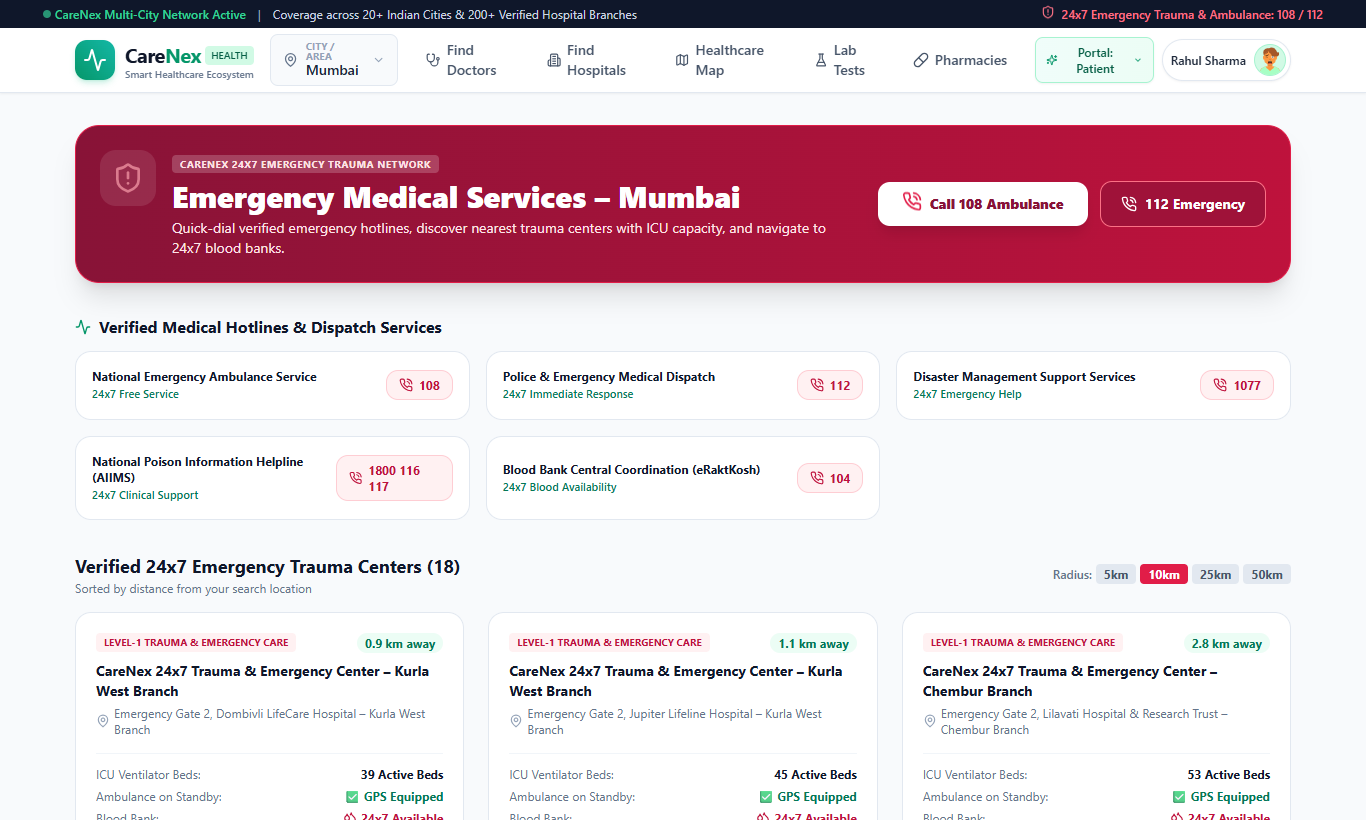 CareNex Multi-City Network Active | Coverage across 20+ Indian Cities & 200+ Verified Hospital Branches
24x7 Emergency Trauma & Ambulance: 108 / 112
CareNex HEALTH
Smart Healthcare Ecosystem
CITY / AREA
Mumbai
Find Doctors
Find Hospitals
Healthcare Map
Lab Tests
Pharmacies
Portal: Patient
Rahul Sharma
CARENEX 24X7 EMERGENCY TRAUMA NETWORK
Emergency Medical Services – Mumbai
Quick-dial verified emergency hotlines, discover nearest trauma centers with ICU capacity, and navigate to
24x7 blood banks.
Call 108 Ambulance
112 Emergency
Verified Medical Hotlines & Dispatch Services
National Emergency Ambulance Service
24x7 Free Service
108
Police & Emergency Medical Dispatch
24x7 Immediate Response
112
Disaster Management Support Services
24x7 Emergency Help
1077
National Poison Information Helpline
(AIIMS)
24x7 Clinical Support
1800 116
117
Blood Bank Central Coordination (eRaktKosh)
24x7 Blood Availability
104
Verified 24x7 Emergency Trauma Centers (18)
Sorted by distance from your search location
Radius: 5km 10km 25km 50km
LEVEL-1 TRAUMA & EMERGENCY CARE
0.9 km away
CareNex 24x7 Trauma & Emergency Center – Kurla
West Branch
Emergency Gate 2, Dombivli LifeCare Hospital – Kurla West
Branch
ICU Ventilator Beds: 39 Active Beds
Ambulance on Standby: ✅ GPS Equipped
Blood Bank: 24x7 Available
LEVEL-1 TRAUMA & EMERGENCY CARE
1.1 km away
CareNex 24x7 Trauma & Emergency Center – Kurla
West Branch
Emergency Gate 2, Jupiter Lifeline Hospital – Kurla West
Branch
ICU Ventilator Beds: 45 Active Beds
Ambulance on Standby: ✅ GPS Equipped
Blood Bank: 24x7 Available
LEVEL-1 TRAUMA & EMERGENCY CARE
2.8 km away
CareNex 24x7 Trauma & Emergency Center –
Chembur Branch
Emergency Gate 2, Lilavati Hospital & Research Trust –
Chembur Branch
ICU Ventilator Beds: 53 Active Beds
Ambulance on Standby: ✅ GPS Equipped
Blood Bank: 24x7 Available